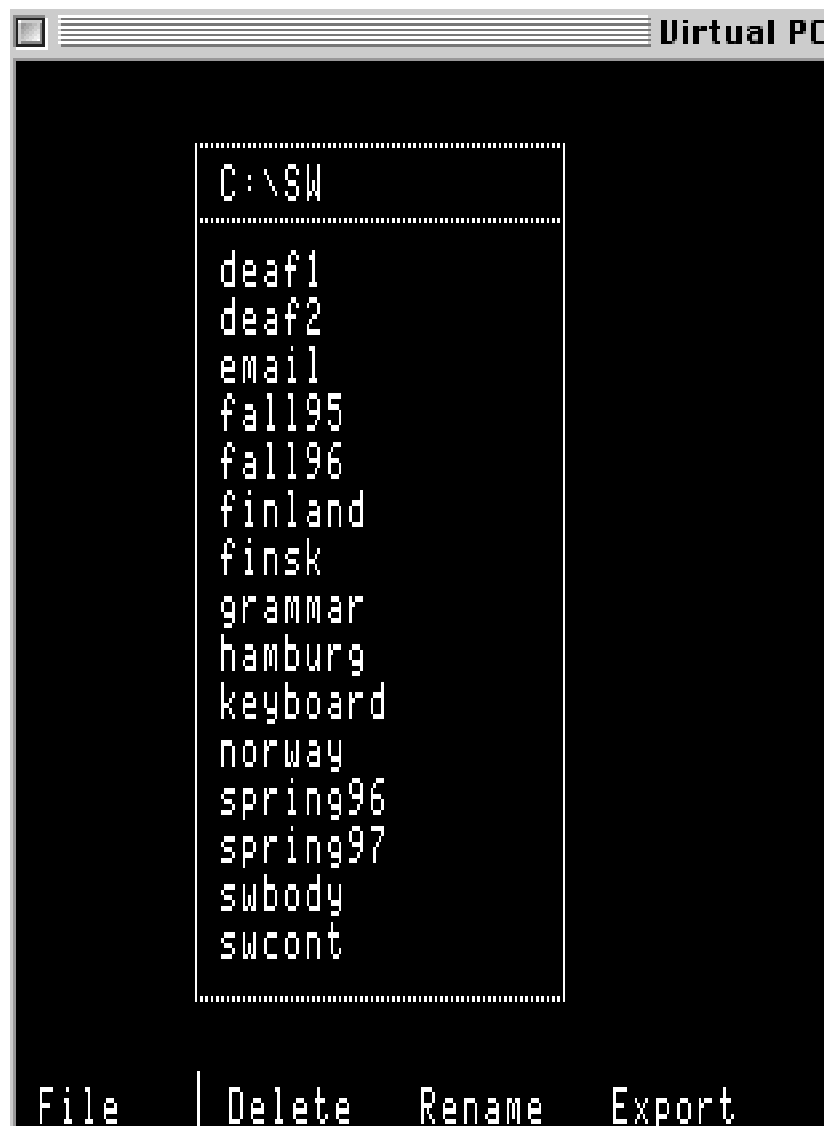 Virtual PC
C:\SW
deaf1
deaf2
email
fall95
fall96
finland
finsk
grammar
hamburg
keyboard
norway
spring96
spring97
swbody
swcont
File Delete Rename Export